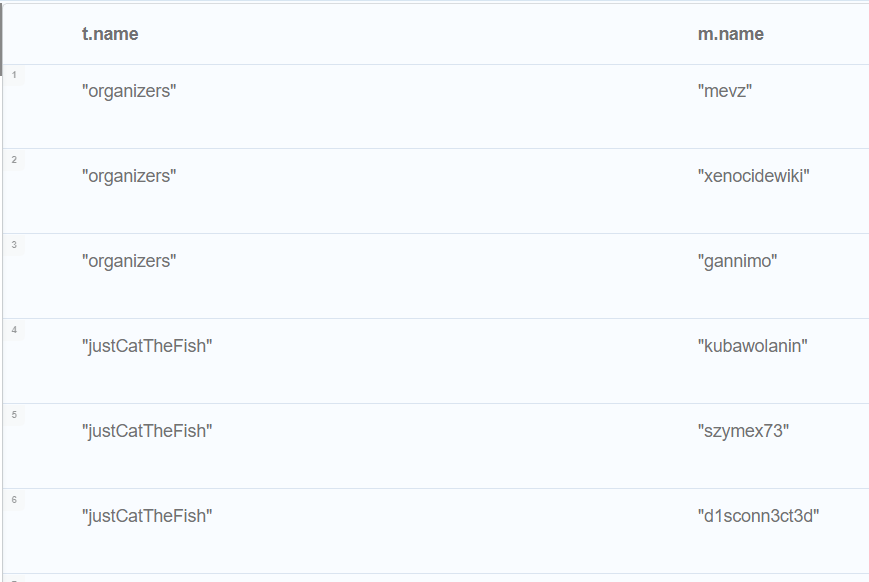 t.name m.name
1 "organizers" "mevz"
2 "organizers" "xenocidewiki"
3 "organizers" "gannimo"
4 "justCatTheFish" "kubawolanin"
5 "justCatTheFish" "szymex73"
6 "justCatTheFish" "d1sconn3ct3d"